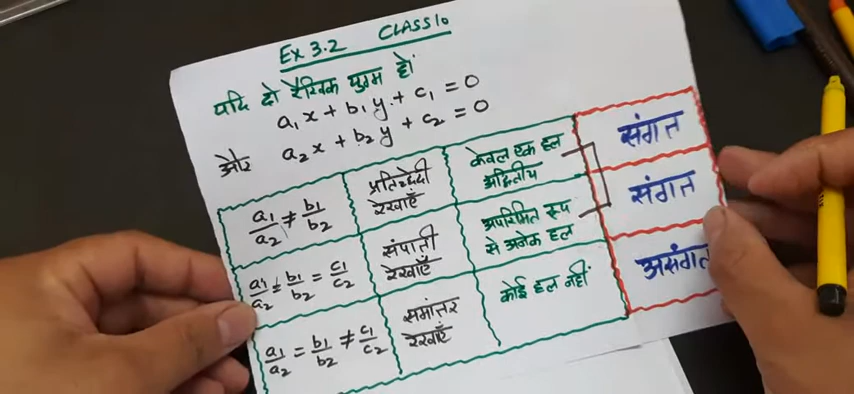 Ex 3.2 CLASS 10
यदि दो रैखिक युग्म हों
a₁x + b₁y + c₁ = 0
और a₂x + b₂y + c₂ = 0
a₁/a₂ ≠ b₁/b₂
प्रतिच्छेदी
रेखाएँ
केवल एक हल
अद्वितीय
संगत
a₁/a₂ = b₁/b₂ = c₁/c₂
संपाती
रेखाएँ
अपरिमित रूप
से अनेक हल
संगत
a₁/a₂ = b₁/b₂ ≠ c₁/c₂
समांतर
रेखाएँ
कोई हल नहीं
असंगत